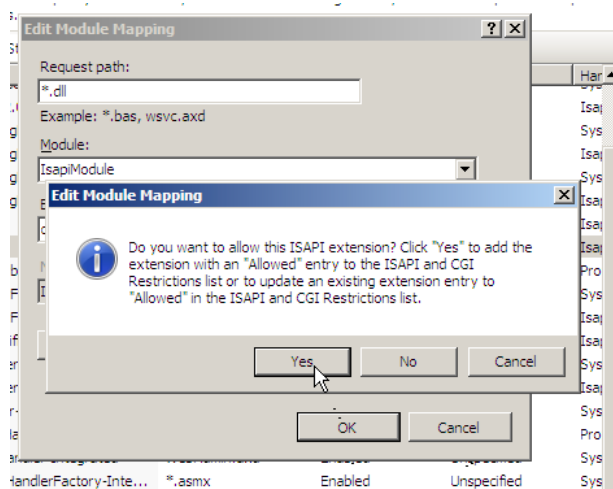 Edit Module Mapping
Request path:
*.dll
Example: *.bas, wsvc.axd
Module:
IsapiModule
Edit Module Mapping
Do you want to allow this ISAPI extension? Click "Yes" to add the
extension with an "Allowed" entry to the ISAPI and CGI
Restrictions list or to update an existing extension entry to
"Allowed" in the ISAPI and CGI Restrictions list.
Yes No Cancel
OK Cancel
HandlerFactory-Inte... *.asmx Enabled Unspecified Sys